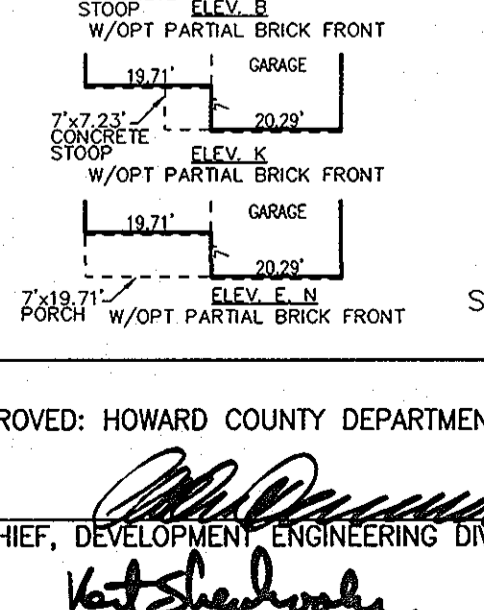 STOOP ELEV. B
W/OPT PARTIAL BRICK FRONT
19.71' GARAGE
7
7'x7.23' 20.29'
CONCRETE
STOOP ELEV. K
W/OPT PARTIAL BRICK FRONT
19.71' GARAGE
7
20.29'
7'x19.71' ELEV. E, N
PORCH W/OPT PARTIAL BRICK FRONT
S
ROVED: HOWARD COUNTY DEPARTMEN
HIEF, DEVELOPMENT ENGINEERING DIV